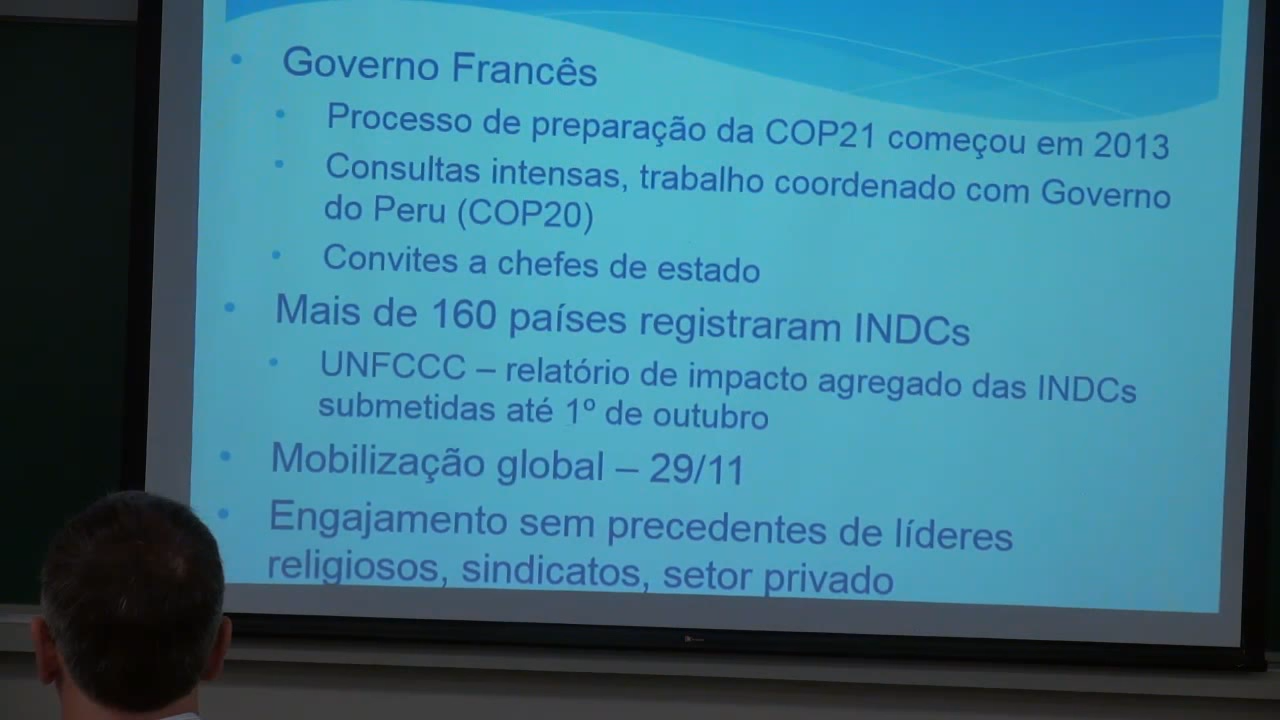 • Governo Francês
• Processo de preparação da COP21 começou em 2013
• Consultas intensas, trabalho coordenado com Governo
do Peru (COP20)
• Convites a chefes de estado
• Mais de 160 países registraram INDCs
• UNFCCC – relatório de impacto agregado das INDCs
submetidas até 1º de outubro
• Mobilização global – 29/11
• Engajamento sem precedentes de líderes
religiosos, sindicatos, setor privado